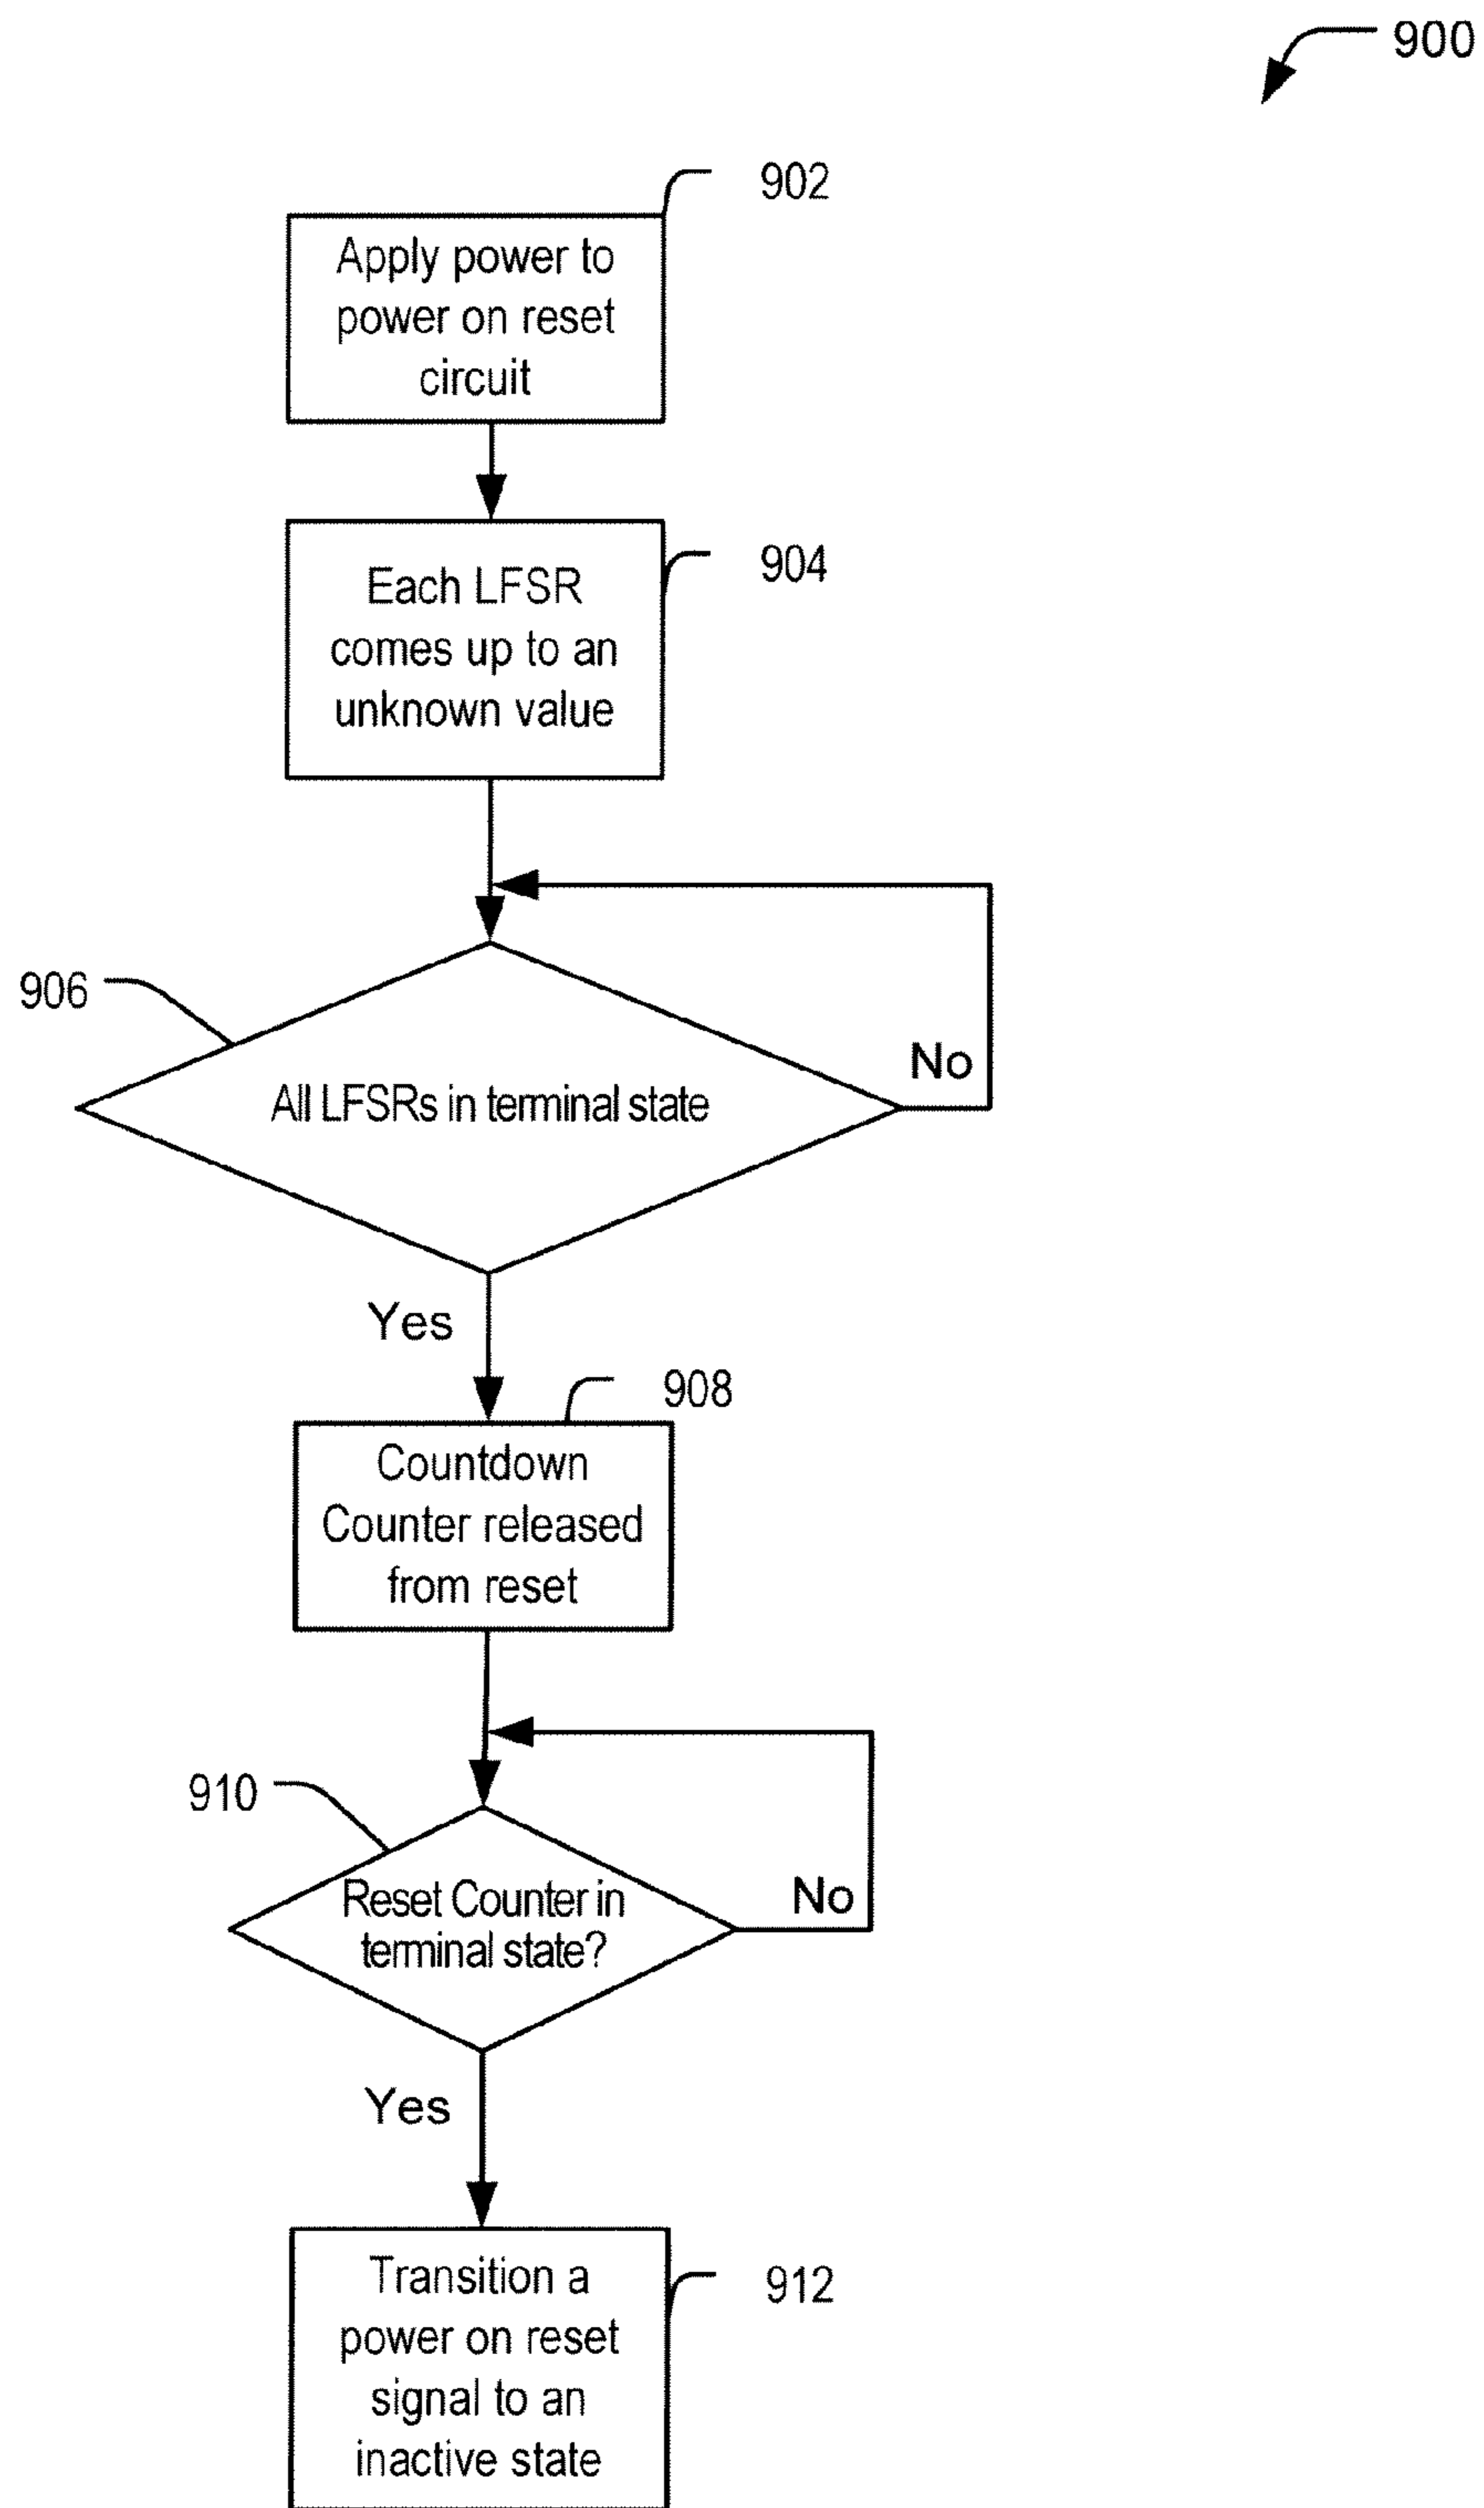 900
902
Apply power to
power on reset
circuit
904
Each LFSR
comes up to an
unknown value
906
No
All LFSRs in terminal state
Yes
908
Countdown
Counter released
from reset
910
No
Reset Counter in
terminal state?
Yes
912
Transition a
power on reset
signal to an
inactive state